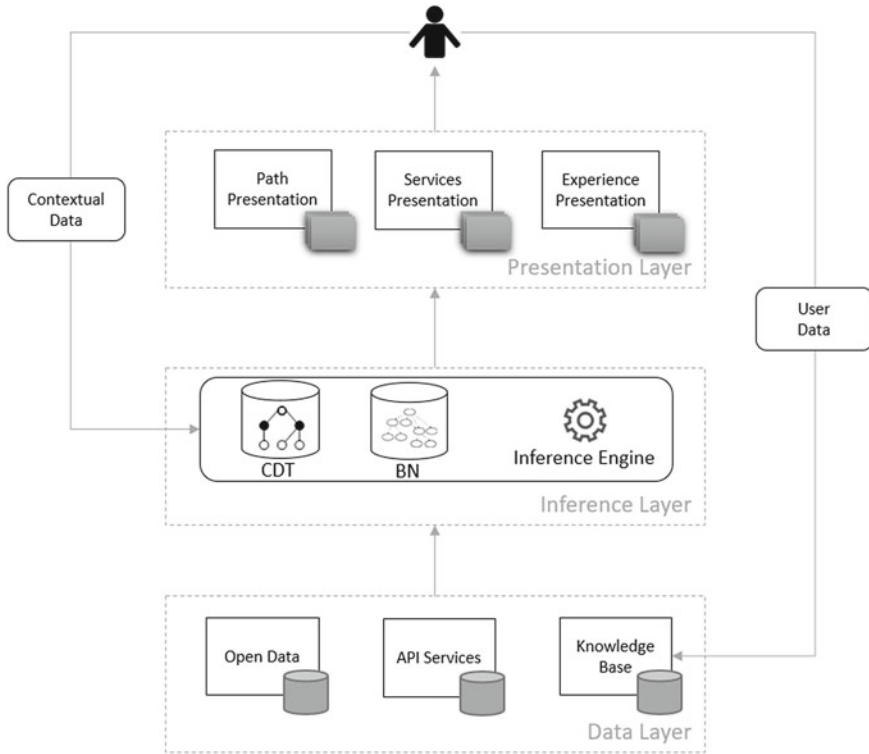 Path
Presentation
Services
Presentation
Experience
Presentation
Presentation Layer
Contextual
Data
User
Data
CDT
BN
Inference Engine
Inference Layer
Open Data
API Services
Knowledge
Base
Data Layer